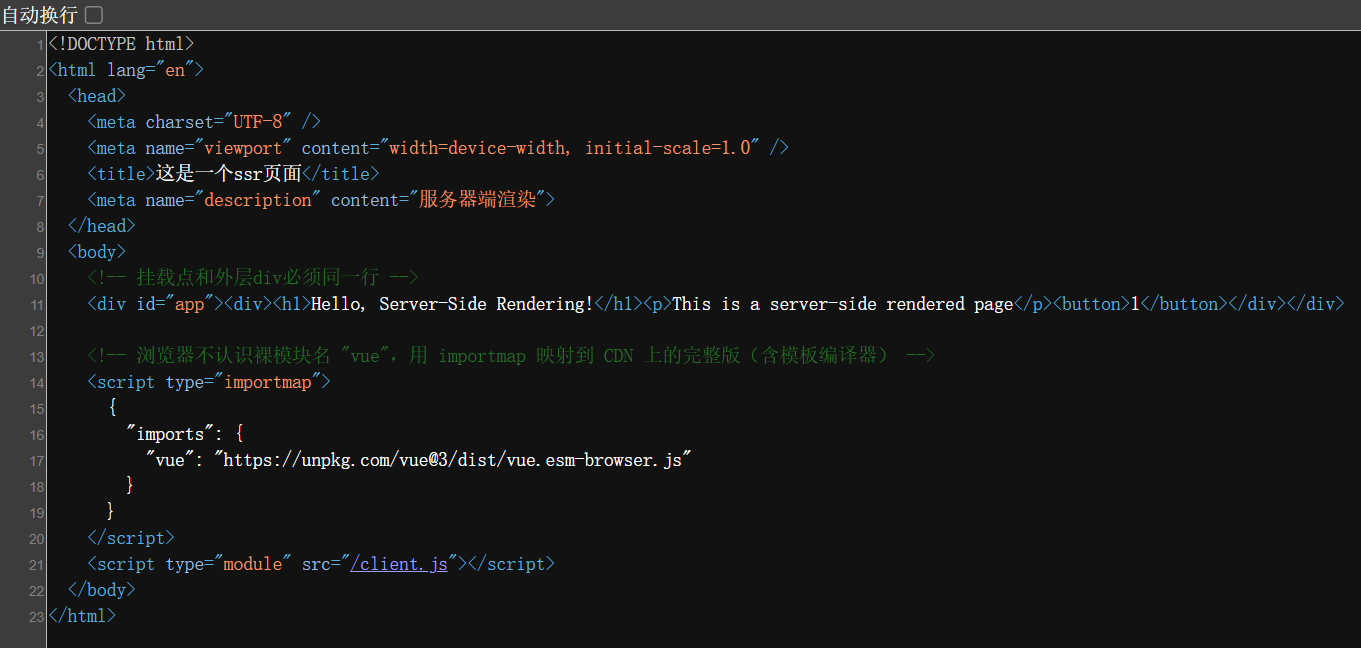 自动换行
1<!DOCTYPE html>
2<html lang="en">
3  <head>
4    <meta charset="UTF-8" />
5    <meta name="viewport" content="width=device-width, initial-scale=1.0" />
6    <title>这是一个ssr页面</title>
7    <meta name="description" content="服务器端渲染">
8  </head>
9  <body>
10    <!-- 挂载点和外层div必须同一行 -->
11    <div id="app"><div><h1>Hello, Server-Side Rendering!</h1><p>This is a server-side rendered page</p><button>1</button></div></div>
12
13    <!-- 浏览器不认识裸模块名 "vue"，用 importmap 映射到 CDN 上的完整版（含模板编译器） -->
14    <script type="importmap">
15      {
16        "imports": {
17          "vue": "https://unpkg.com/vue@3/dist/vue.esm-browser.js"
18        }
19      }
20    </script>
21    <script type="module" src="/client.js"></script>
22  </body>
23</html>